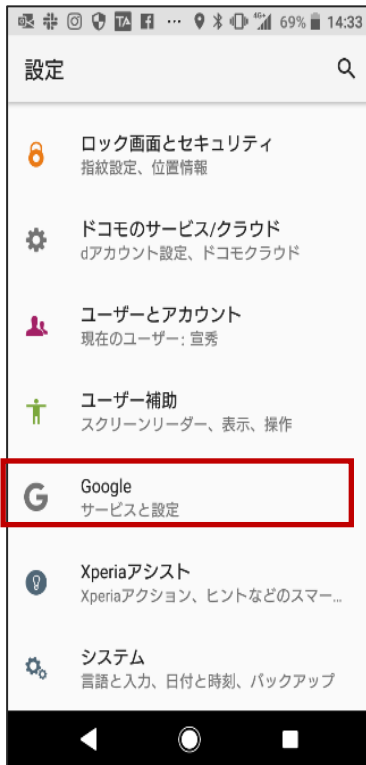 69% 14:33
設定
ロック画面とセキュリティ
指紋設定、位置情報
ドコモのサービス/クラウド
dアカウント設定、ドコモクラウド
ユーザーとアカウント
現在のユーザー: 宣秀
ユーザー補助
スクリーンリーダー、表示、操作
Google
サービスと設定
Xperiaアシスト
Xperiaアクション、ヒントなどのスマー...
システム
言語と入力、日付と時刻、バックアップ